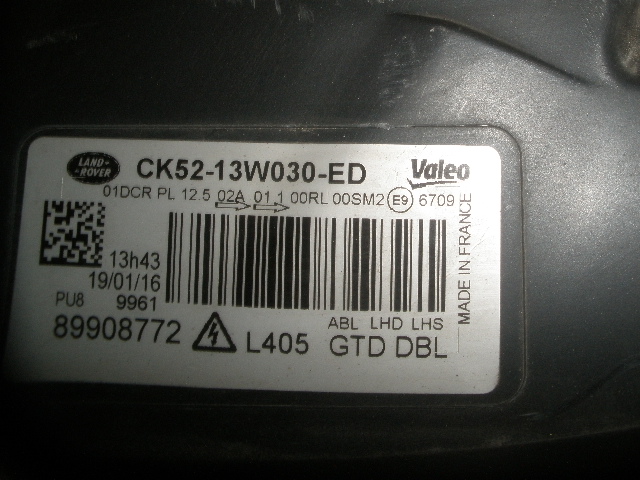 LAND-
ROVER
CK52-13W030-ED Valeo
01DCR PL 12.5 02A 01.1 00RL 00SM2 E9 6709
13h43
19/01/16
PU8 9961
89908772 L405
ABL LHD LHS
GTD DBL
MADE IN FRANCE